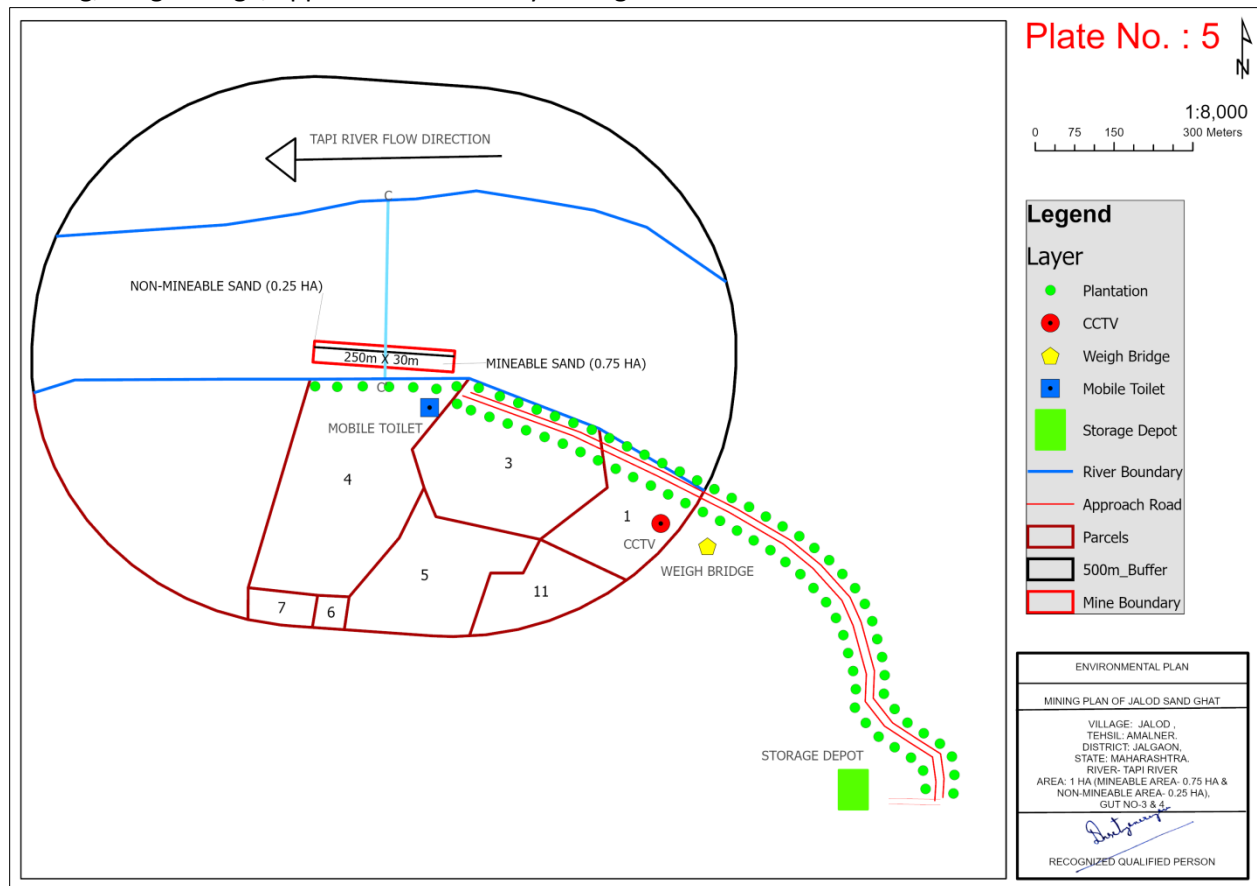 Plate No. : 5
N
1:8,000
0 75 150 300 Meters
TAPI RIVER FLOW DIRECTION
C
NON-MINEABLE SAND (0.25 HA)
250m X 30m
MINEABLE SAND (0.75 HA)
MOBILE TOILET
4
3
1
CCTV
WEIGH BRIDGE
5
11
7
6
STORAGE DEPOT
Legend
Layer
Plantation
CCTV
Weigh Bridge
Mobile Toilet
Storage Depot
River Boundary
Approach Road
Parcels
500m_Buffer
Mine Boundary
ENVIRONMENTAL PLAN
MINING PLAN OF JALOD SAND GHAT
VILLAGE: JALOD ,
TEHSIL: AMALNER.
DISTRICT: JALGAON,
STATE: MAHARASHTRA.
RIVER- TAPI RIVER
AREA: 1 HA (MINEABLE AREA- 0.75 HA &
NON-MINEABLE AREA- 0.25 HA),
GUT NO-3 & 4
RECOGNIZED QUALIFIED PERSON